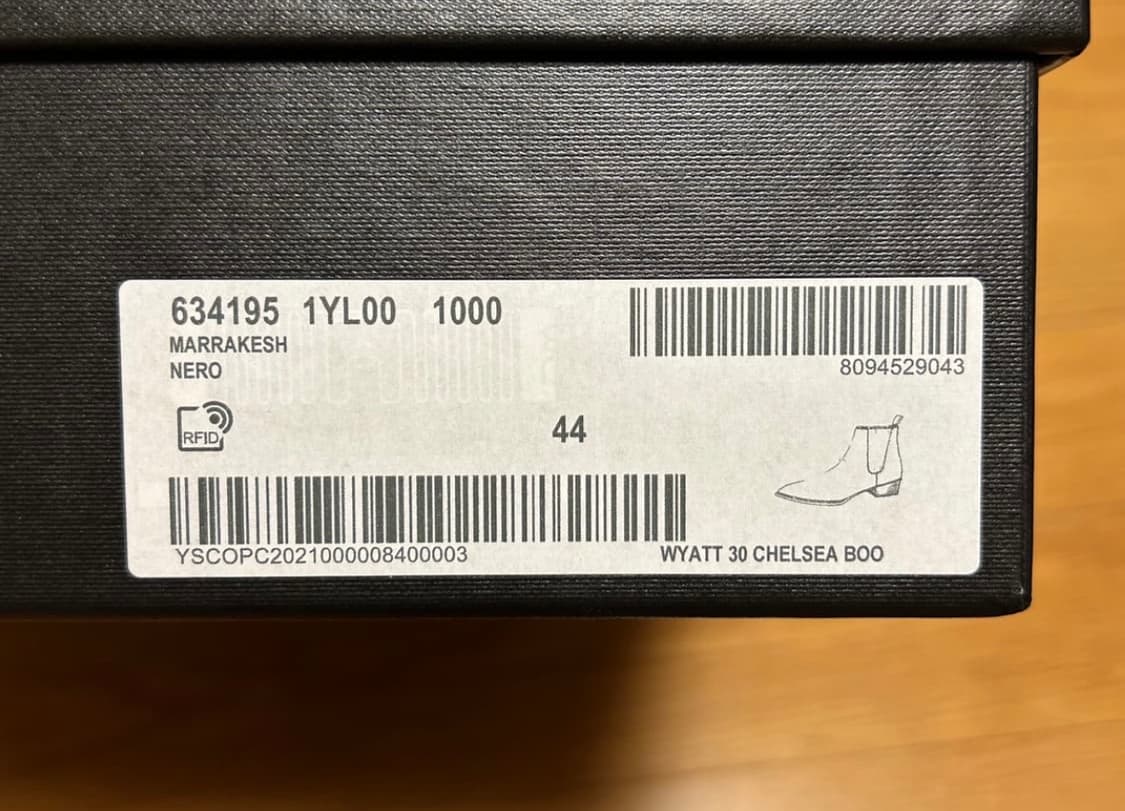 634195 1YL00 1000
MARRAKESH
NERO
8094529043
RFID
44
YSCOPC2021000008400003
WYATT 30 CHELSEA BOO